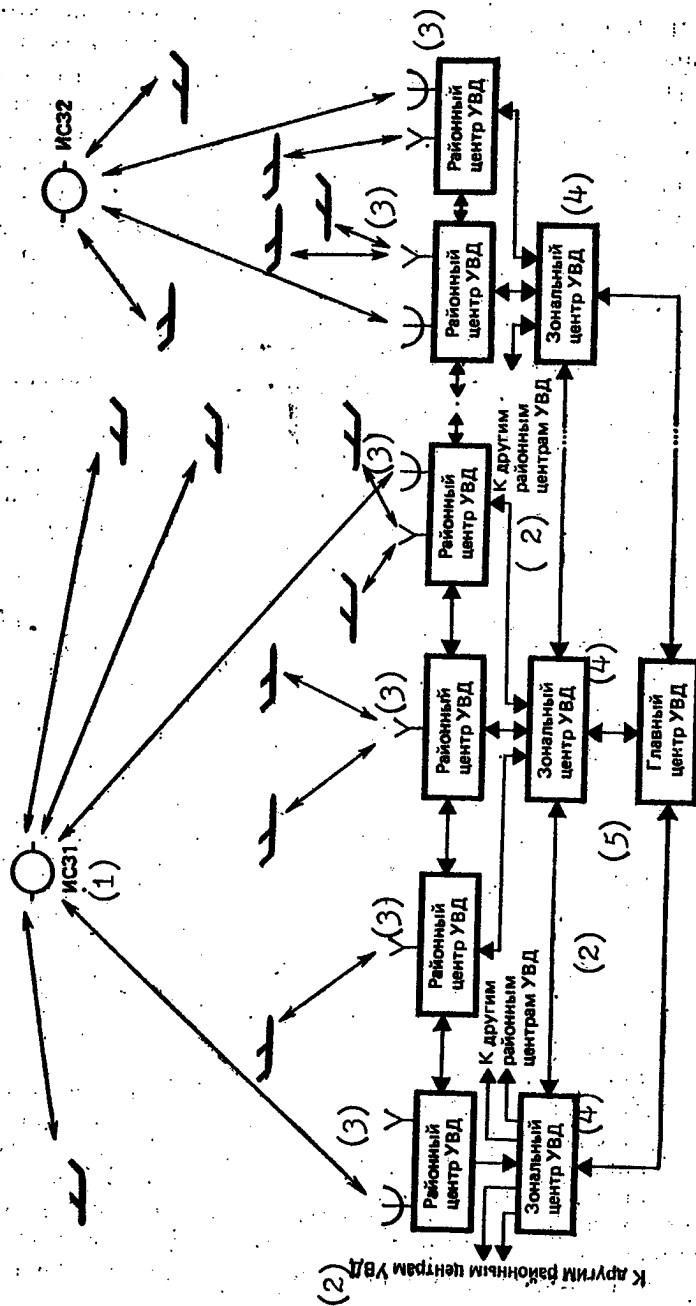 ИСЗ1
(1)
ИСЗ2
(3)
(3)
(3)
(3)
(3)
(3)
Районный
центр УВД
Районный
центр УВД
Районный
центр УВД
Районный
центр УВД
Районный
центр УВД
Районный
центр УВД
(2)
К другим районным центрам УВД
К другим
районным
центрам УВД
(2)
К другим
районным
центрам УВД
(2)
Зональный
центр УВД
(4)
Зональный
центр УВД
(4)
Зональный
центр УВД
(4)
(5)
Главный
центр УВД